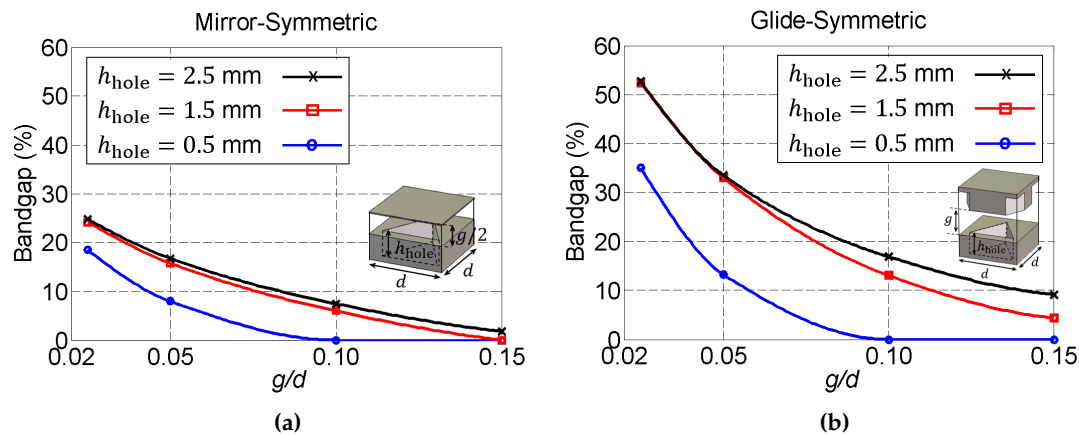 Mirror-Symmetric
Bandgap (%)
60
50
40
30
20
10
0
h_hole = 2.5 mm
h_hole = 1.5 mm
h_hole = 0.5 mm
h_hole
g/2
d
d
0.02
0.05
0.10
0.15
g/d
(a)
Glide-Symmetric
Bandgap (%)
60
50
40
30
20
10
0
h_hole = 2.5 mm
h_hole = 1.5 mm
h_hole = 0.5 mm
g
h_hole
d
d
0.02
0.05
0.10
0.15
g/d
(b)